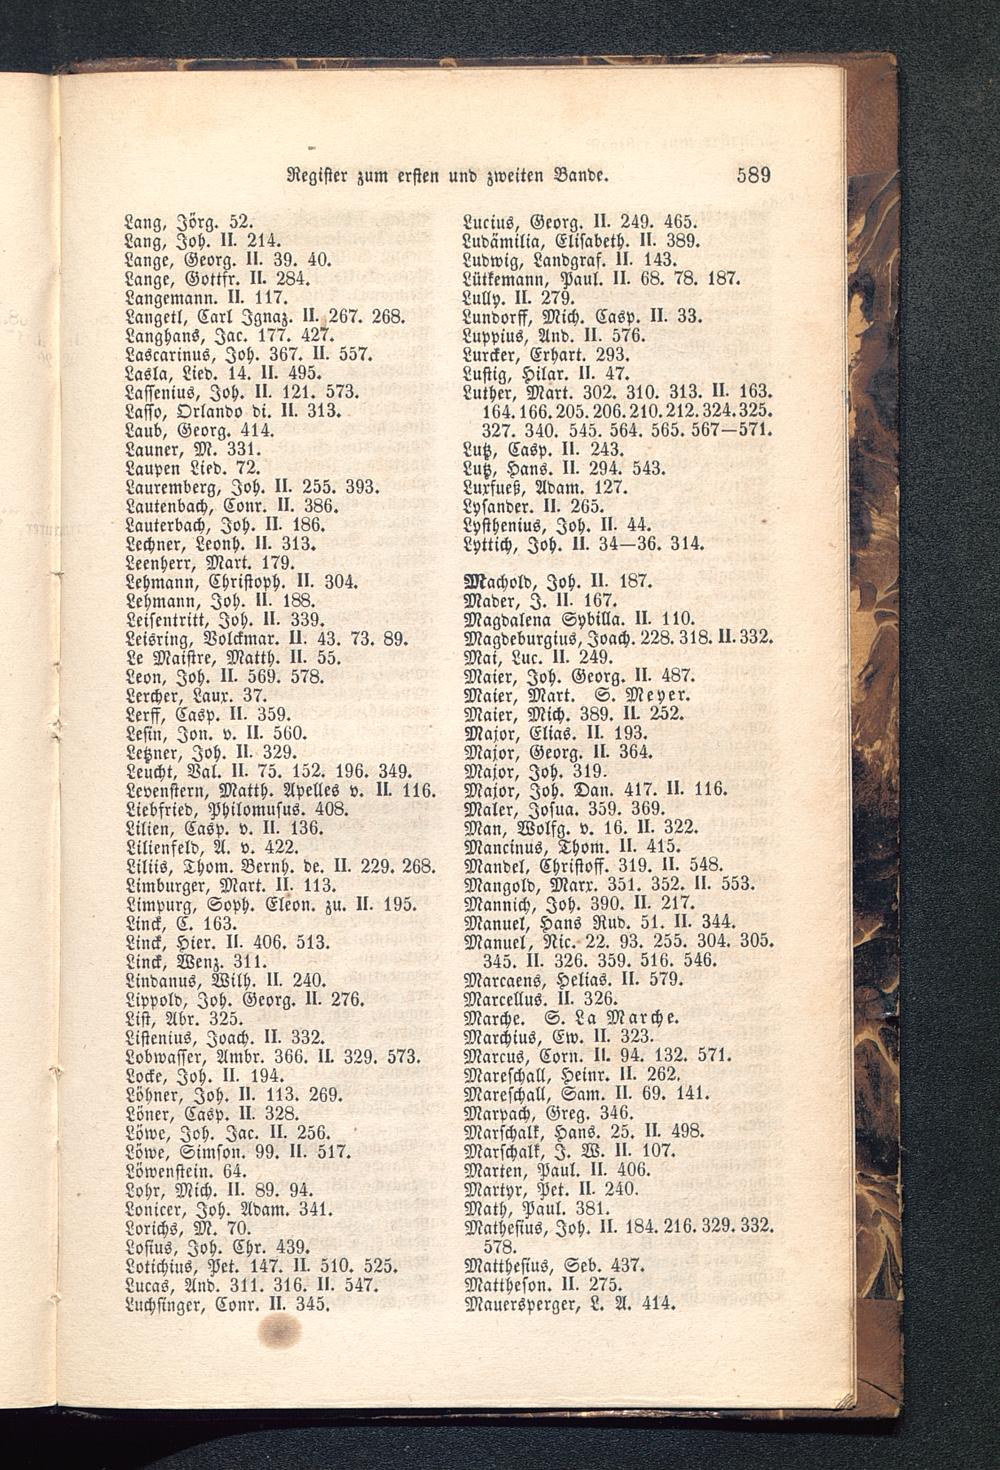 Register zum ersten und zweiten Bande. 589
Lang, Jörg. 52.
Lang, Joh. II. 214.
Lange, Georg. II. 39. 40.
Lange, Gottfr. II. 284.
Langemann. II. 117.
Langetl, Carl Ignaz. II. 267. 268.
Langhans, Jac. 177. 427.
Lascarinus, Joh. 367. II. 557.
Lasla, Lied. 14. II. 495.
Lassenius, Joh. II. 121. 573.
Lasso, Orlando di. II. 313.
Laub, Georg. 414.
Launer, M. 331.
Laupen Lied. 72.
Lauremberg, Joh. II. 255. 393.
Lautenbach, Conr. II. 386.
Lauterbach, Joh. II. 186.
Lechner, Leonh. II. 313.
Leenherr, Mart. 179.
Lehmann, Christoph. II. 304.
Lehmann, Joh. II. 188.
Leisentritt, Joh. II. 339.
Leisring, Volckmar. II. 43. 73. 89.
Le Maistre, Matth. II. 55.
Leon, Joh. II. 569. 578.
Lercher, Laux. 37.
Lerff, Casp. II. 359.
Lesin, Jon. v. II. 560.
Letzner, Joh. II. 329.
Leucht, Val. II. 75. 152. 196. 349.
Levenstern, Matth. Apelles v. II. 116.
Liebfried, Philomusus. 408.
Lilien, Casp. v. II. 136.
Lilienfeld, A. v. 422.
Liliis, Thom. Bernh. de. II. 229. 268.
Limburger, Mart. II. 113.
Limpurg, Soph. Eleon. zu. II. 195.
Linck, C. 163.
Linck, Hier. II. 406. 513.
Linck, Wenz. 311.
Lindanus, Wilh. II. 240.
Lippold, Joh. Georg. II. 276.
List, Abr. 325.
Listenius, Joach. II. 332.
Lobwasser, Ambr. 366. II. 329. 573.
Locke, Joh. II. 194.
Löhner, Joh. II. 113. 269.
Löner, Casp. II. 328.
Löwe, Joh. Jac. II. 256.
Löwe, Simson. 99. II. 517.
Löwenstein. 64.
Lohr, Mich. II. 89. 94.
Lonicer, Joh. Adam. 341.
Lorichs, M. 70.
Losius, Joh. Chr. 439.
Lotichius, Pet. 147. II. 510. 525.
Lucas, And. 311. 316. II. 547.
Luchsinger, Conr. II. 345.
Lucius, Georg. II. 249. 465.
Ludämilia, Elisabeth. II. 389.
Ludwig, Landgraf. II. 143.
Lütkemann, Paul. II. 68. 78. 187.
Lully. II. 279.
Lundorff, Mich. Casp. II. 33.
Luppius, And. II. 576.
Lurcker, Erhart. 293.
Lustig, Hilar. II. 47.
Luther, Mart. 302. 310. 313. II. 163.
164. 166. 205. 206. 210. 212. 324. 325.
327. 340. 545. 564. 565. 567—571.
Lutz, Casp. II. 243.
Lutz, Hans. II. 294. 543.
Luxfueß, Adam. 127.
Lysander. II. 265.
Lysthenius, Joh. II. 44.
Lyttich, Joh. II. 34—36. 314.
Machold, Joh. II. 187.
Mader, J. II. 167.
Magdalena Sybilla. II. 110.
Magdeburgius, Joach. 228. 318. II. 332.
Mai, Luc. II. 249.
Maier, Joh. Georg. II. 487.
Maier, Mart. S. Meyer.
Maier, Mich. 389. II. 252.
Major, Elias. II. 193.
Major, Georg. II. 364.
Major, Joh. 319.
Major, Joh. Dan. 417. II. 116.
Maler, Josua. 359. 369.
Man, Wolfg. v. 16. II. 322.
Mancinus, Thom. II. 415.
Mandel, Christoff. 319. II. 548.
Mangold, Marx. 351. 352. II. 553.
Mannich, Joh. 390. II. 217.
Manuel, Hans Rud. 51. II. 344.
Manuel, Nic. 22. 93. 255. 304. 305.
345. II. 326. 359. 516. 546.
Marcaens, Helias. II. 579.
Marcellus. II. 326.
Marche. S. La Marche.
Marchius, Ew. II. 323.
Marcus, Corn. II. 94. 132. 571.
Mareschall, Heinr. II. 262.
Mareschall, Sam. II. 69. 141.
Marpach, Greg. 346.
Marschalk, Hans. 25. II. 498.
Marschalk, J. W. II. 107.
Marten, Paul. II. 406.
Martyr, Pet. II. 240.
Math, Paul. 381.
Mathesius, Joh. II. 184. 216. 329. 332.
578.
Matthesius, Seb. 437.
Mattheson. II. 275.
Mauersperger, L. A. 414.